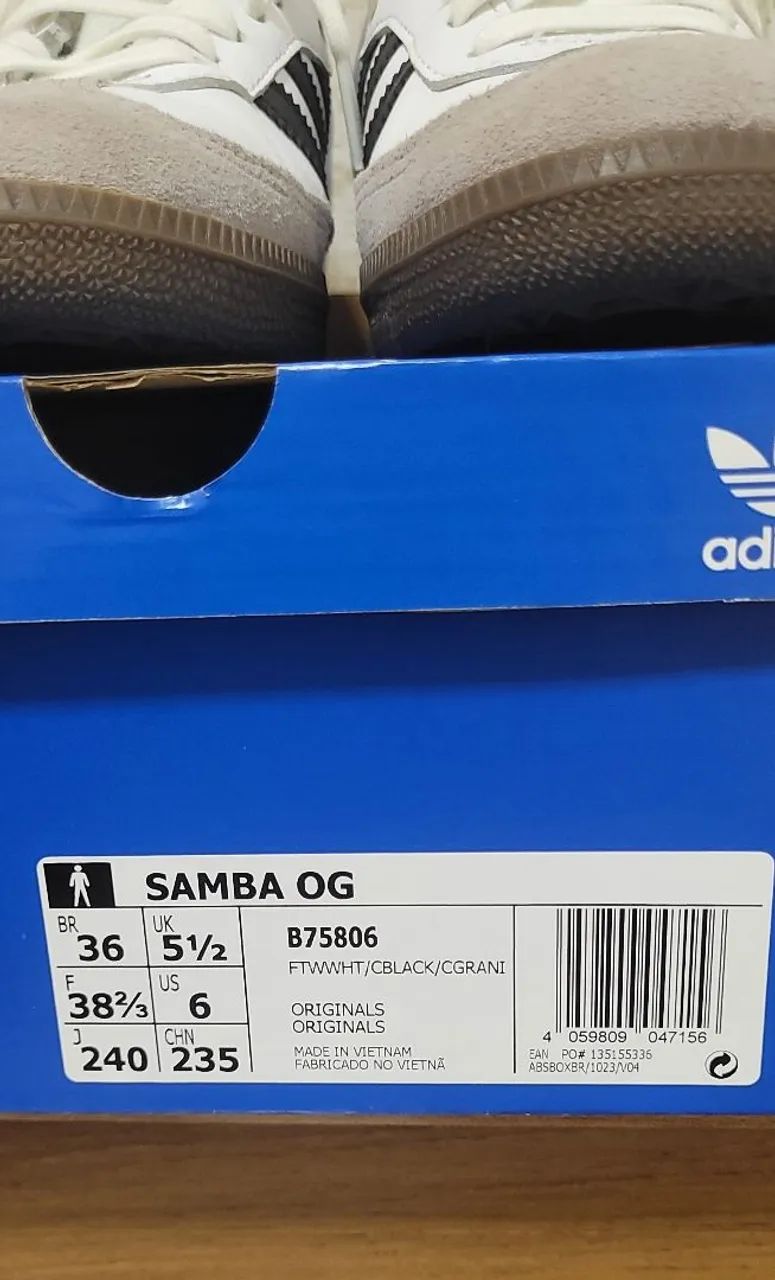 adi
SAMBA OG
BR
36
UK
5½
F
38⅔
US
6
J
240
CHN
235
B75806
FTWWHT/CBLACK/CGRANI
ORIGINALS
ORIGINALS
MADE IN VIETNAM
FABRICADO NO VIETNÃ
4 059809 047156
EAN PO# 135155336
ABSBOXBR/1023/V04